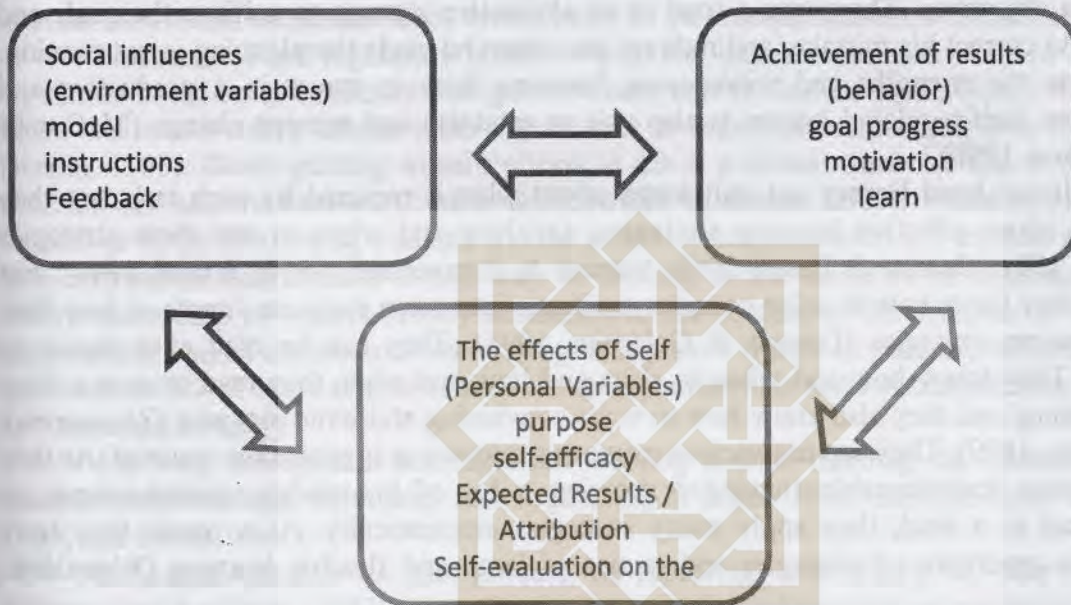 Social influences
(environment variables)
model
instructions
Feedback
Achievement of results
(behavior)
goal progress
motivation
learn
The effects of Self
(Personal Variables)
purpose
self-efficacy
Expected Results /
Attribution
Self-evaluation on the